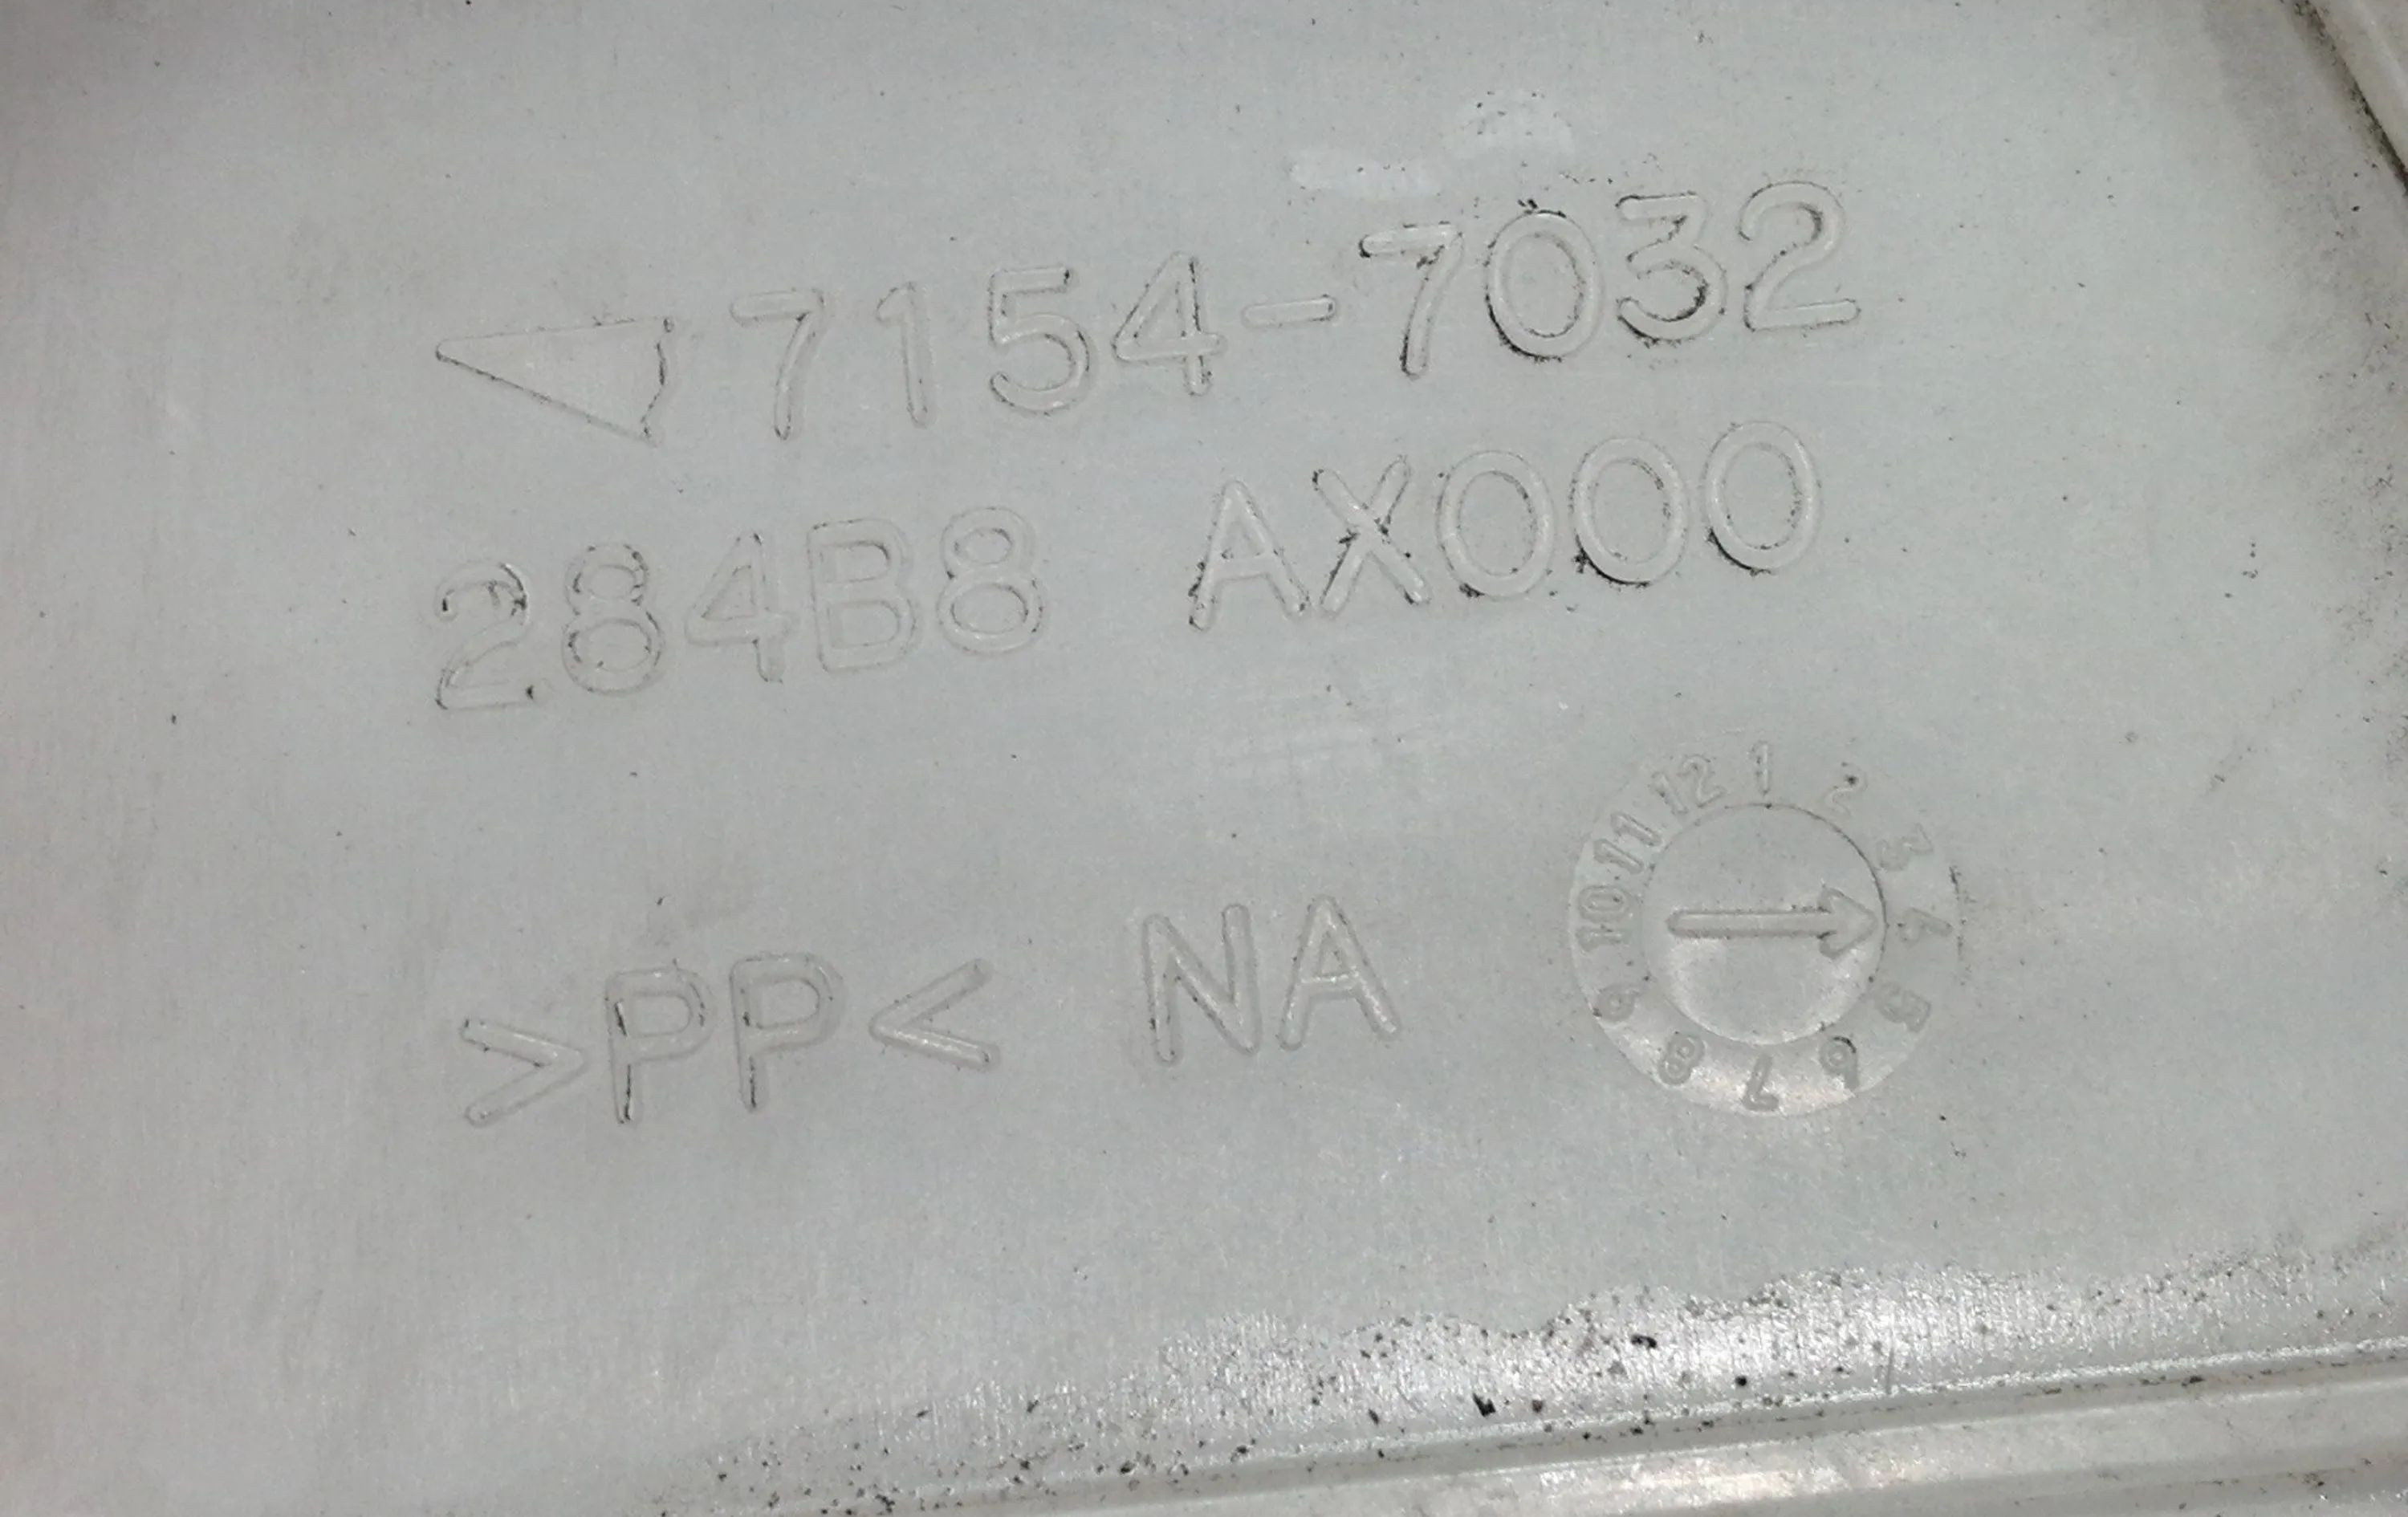 7154-7032
284B8 AX000
>PP< NA
1 2 3 4 5 6 7 8 9 10 11 12